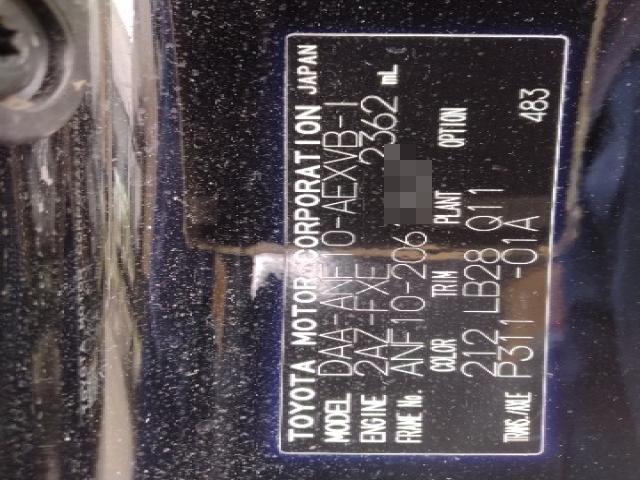 TOYOTA MOTOR CORPORATION JAPAN
MODEL DAA-ANF10-AEXVB-1
ENGINE 2AZ-FXE 2362 mL
FRAME No. ANF10-206
COLOR TRIM PLANT OPTION
212 LB28 Q11
TRANS./AXLE P311 -01A 483